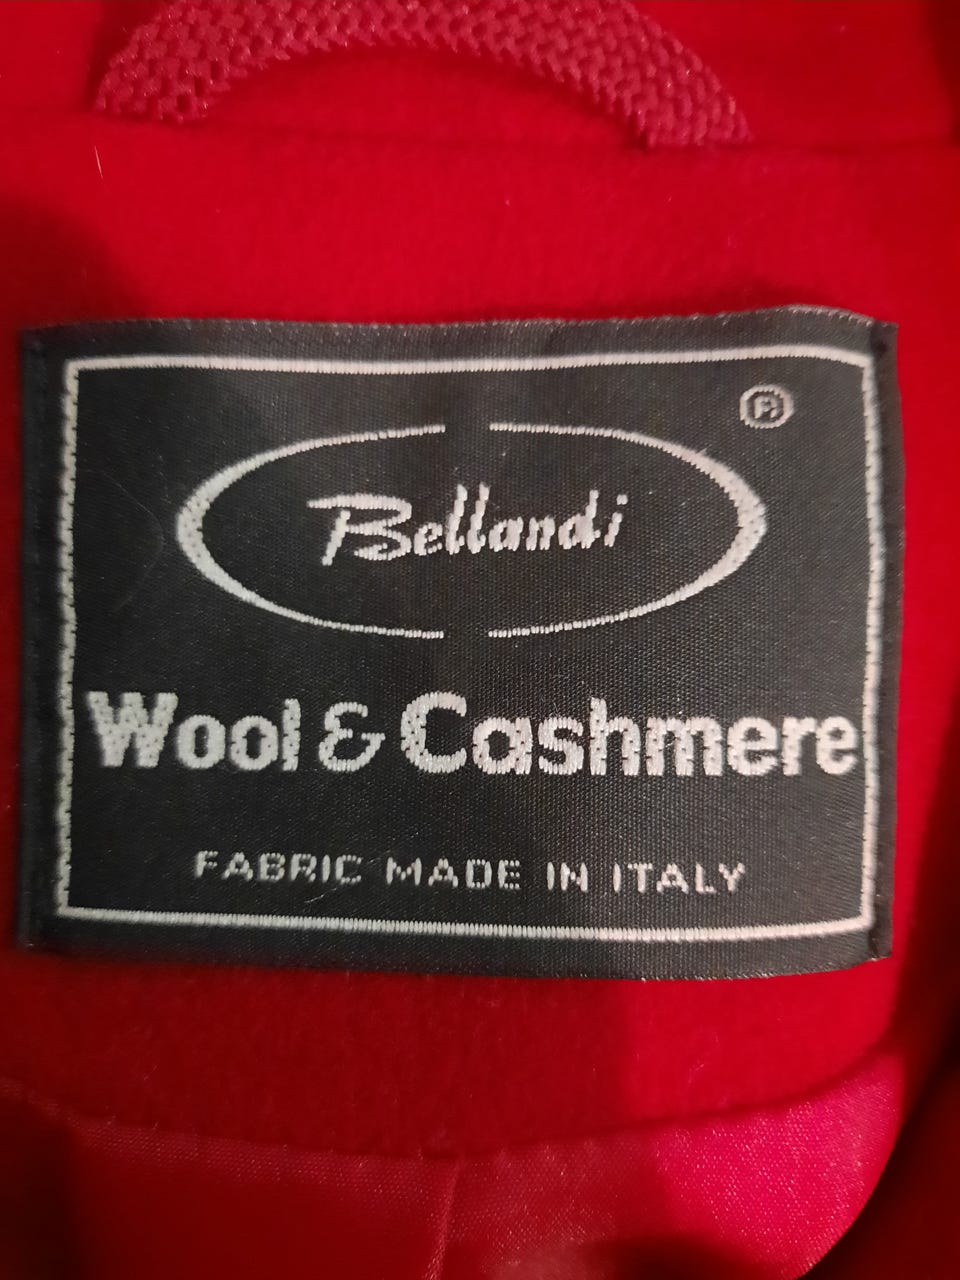 ®
Bellandi
Wool & Cashmere
FABRIC MADE IN ITALY